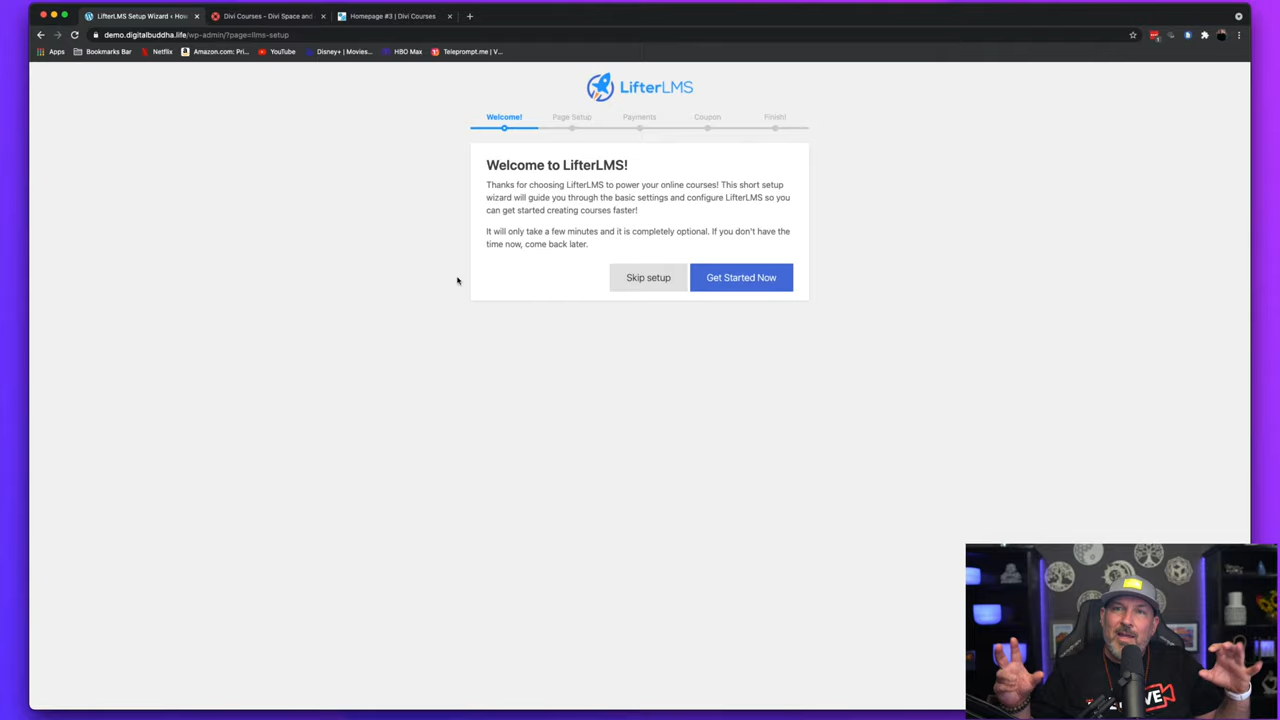 LifterLMS Setup Wizard ‹ How
Divi Courses - Divi Space and
Homepage #3 | Divi Courses
demo.digitalbuddha.life/wp-admin/?page=llms-setup
Apps
Bookmarks Bar
Netflix
Amazon.com: Pri...
YouTube
Disney+ | Movies...
HBO Max
Teleprompt.me | V...
LifterLMS
Welcome!
Page Setup
Payments
Coupon
Finish!
Welcome to LifterLMS!
Thanks for choosing LifterLMS to power your online courses! This short setup
wizard will guide you through the basic settings and configure LifterLMS so you
can get started creating courses faster!
It will only take a few minutes and it is completely optional. If you don't have the
time now, come back later.
Skip setup
Get Started Now